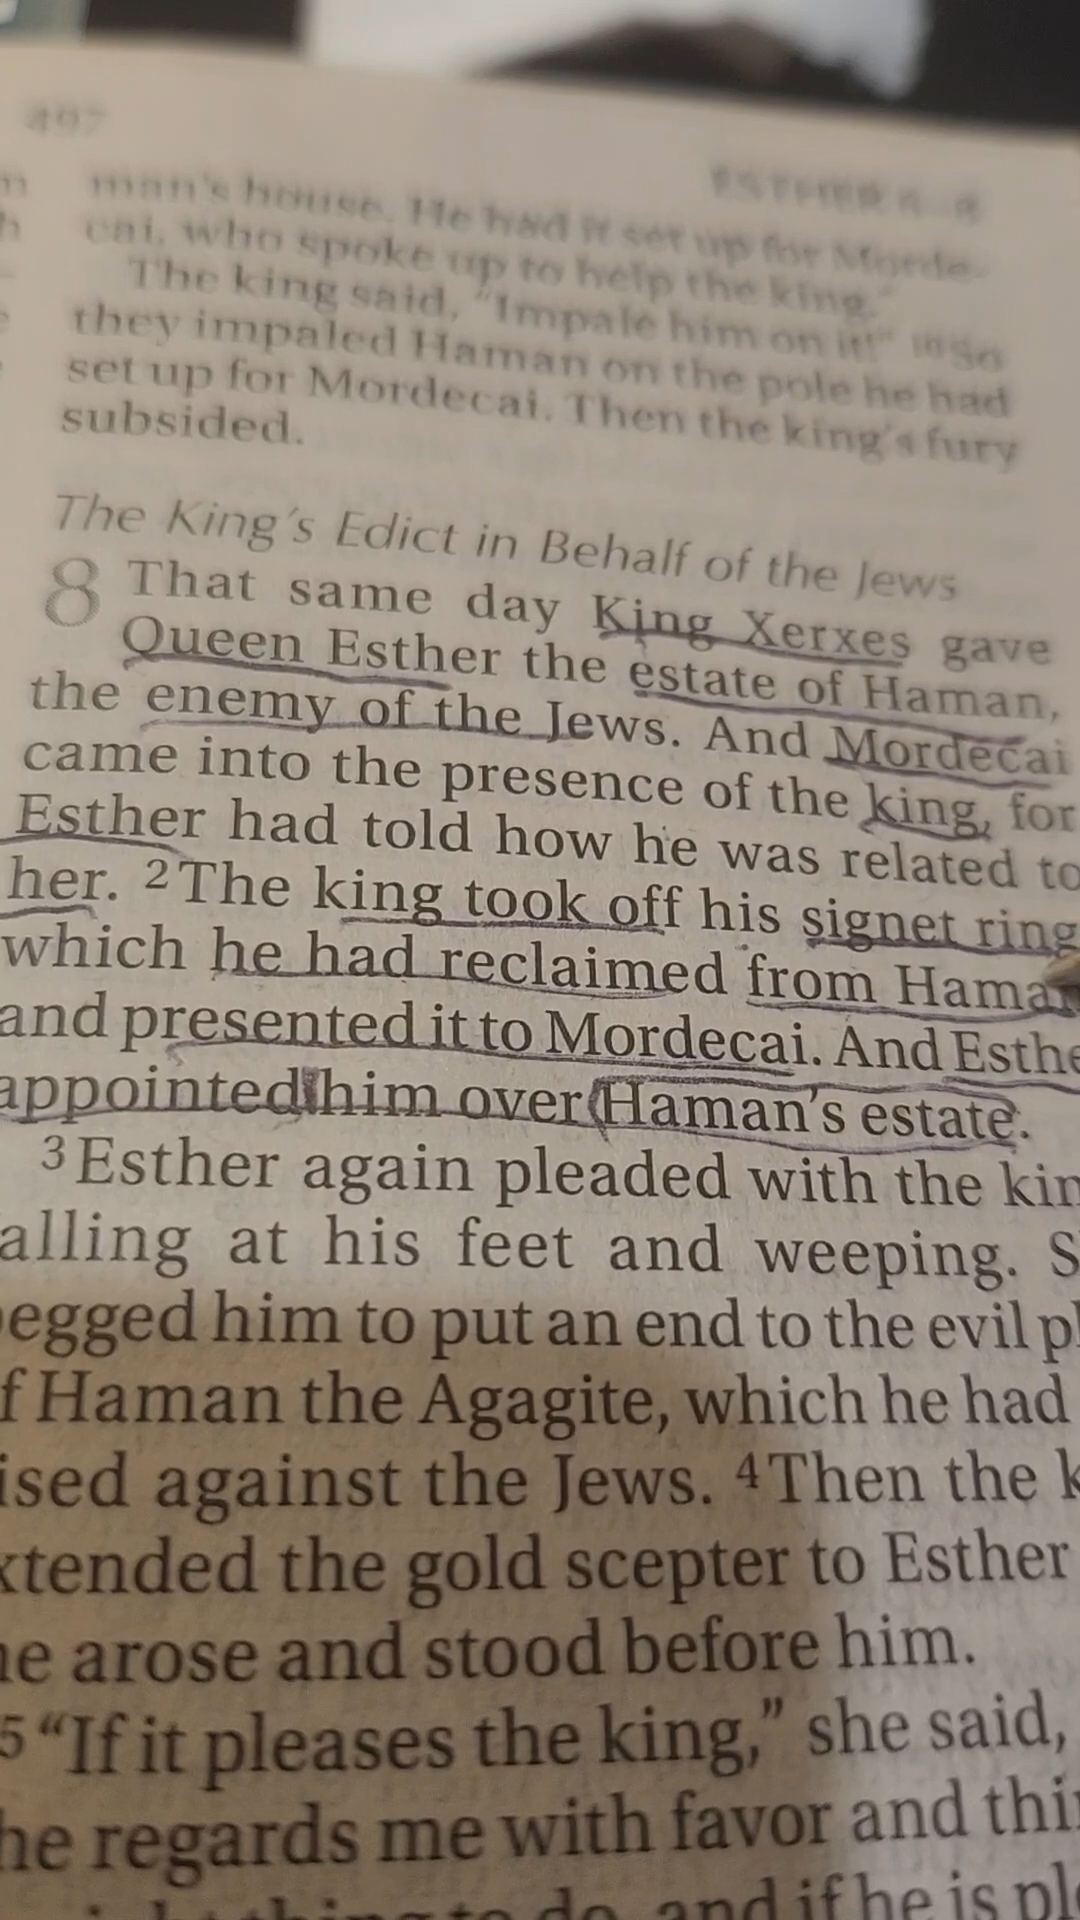 497
ESTHER
man's house. He had it set up for Morde-
cai, who spoke up to help the king."
The king said, "Impale him on it!" 10 So
they impaled Haman on the pole he had
set up for Mordecai. Then the king's fury
subsided.
The King's Edict in Behalf of the Jews
8 That same day King Xerxes gave
Queen Esther the estate of Haman,
the enemy of the Jews. And Mordecai
came into the presence of the king, for
Esther had told how he was related to
her. 2 The king took off his signet ring
which he had reclaimed from Haman
and presented it to Mordecai. And Esthe
appointed him over Haman's estate.
3 Esther again pleaded with the kin
alling at his feet and weeping. S
egged him to put an end to the evil pl
f Haman the Agagite, which he had
ised against the Jews. 4 Then the k
xtended the gold scepter to Esther
he arose and stood before him.
5 "If it pleases the king," she said,
he regards me with favor and thi
to do, and if he is ple